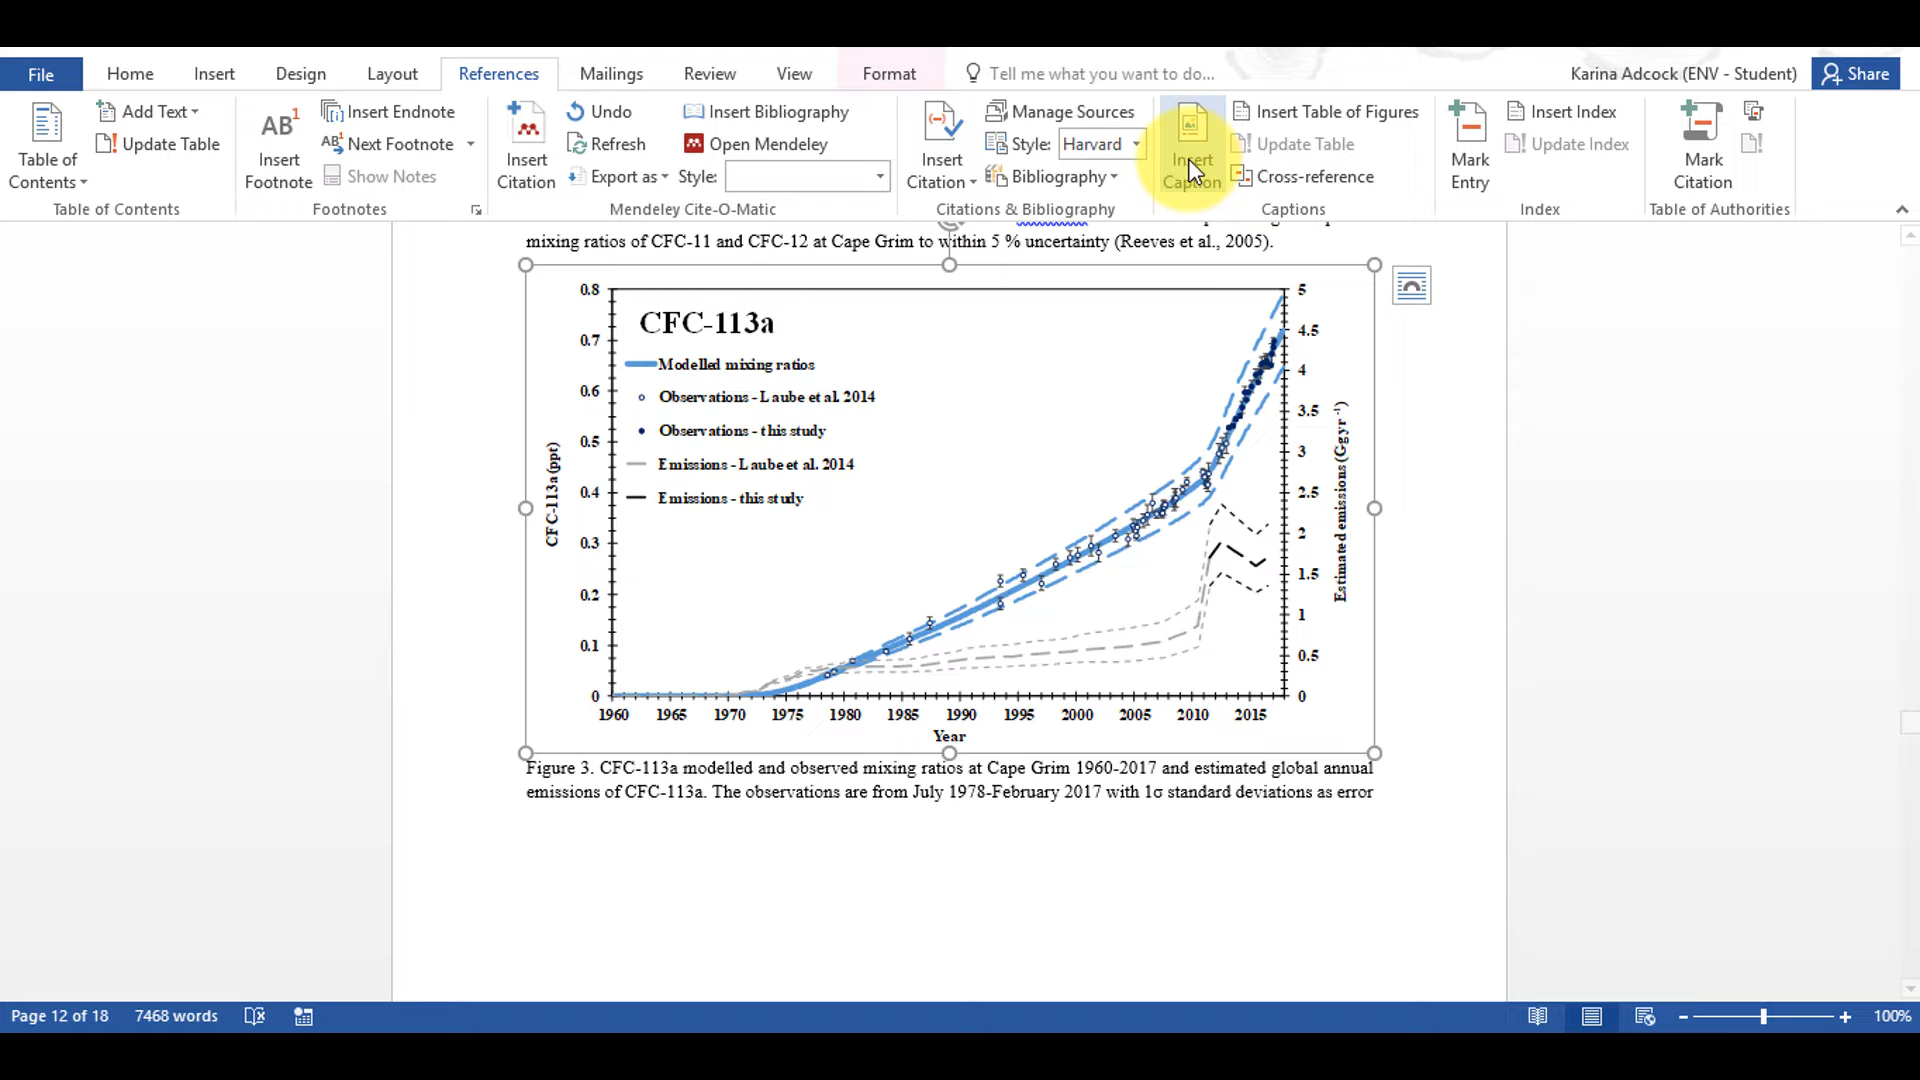 File Home Insert Design Layout References Mailings Review View Format Tell me what you want to do... Karina Adcock (ENV - Student) Share
Table of Contents
Add Text
Update Table
Table of Contents
AB1
Insert Footnote
Insert Endnote
Next Footnote
Show Notes
Footnotes
Insert Citation
Undo
Refresh
Export as
Insert Bibliography
Open Mendeley
Style:
Mendeley Cite-O-Matic
Insert Citation
Manage Sources
Style: Harvard
Bibliography
Citations & Bibliography
Insert Caption
Insert Table of Figures
Update Table
Cross-reference
Captions
Mark Entry
Insert Index
Update Index
Index
Mark Citation
Table of Authorities
mixing ratios of CFC-11 and CFC-12 at Cape Grim to within 5 % uncertainty (Reeves et al., 2005).
CFC-113a
Modelled mixing ratios
Observations - Laube et al. 2014
Observations - this study
Emissions - Laube et al. 2014
Emissions - this study
CFC-113a (ppt)
0.8
0.7
0.6
0.5
0.4
0.3
0.2
0.1
0
5
4.5
4
3.5
3
2.5
2
1.5
1
0.5
0
Estimated emissions (Ggyr-1)
1960 1965 1970 1975 1980 1985 1990 1995 2000 2005 2010 2015
Year
Figure 3. CFC-113a modelled and observed mixing ratios at Cape Grim 1960-2017 and estimated global annual
emissions of CFC-113a. The observations are from July 1978-February 2017 with 1σ standard deviations as error
Page 12 of 18 7468 words 100%